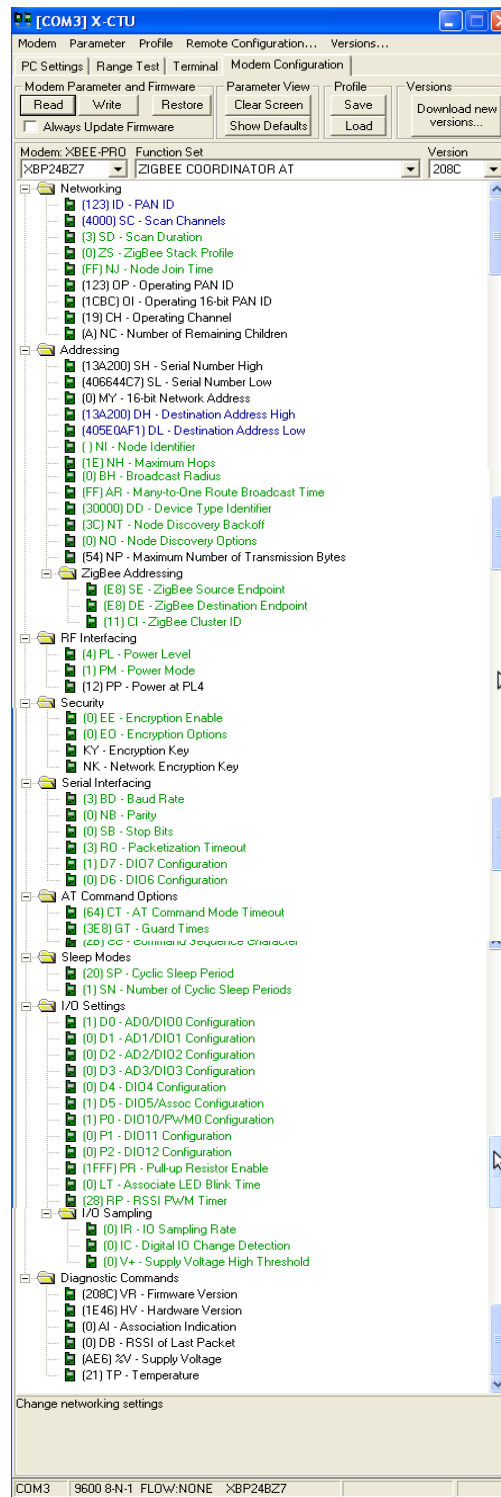 [COM3] X-CTU
Modem Parameter Profile Remote Configuration... Versions...
PC Settings Range Test Terminal Modem Configuration
Modem Parameter and Firmware Parameter View Profile Versions
Read Write Restore Clear Screen Save Download new versions...
Always Update Firmware Show Defaults Load
Modem: XBEE-PRO Function Set Version
XBP24BZ7 ZIGBEE COORDINATOR AT 208C
Networking
(123) ID - PAN ID
(4000) SC - Scan Channels
(3) SD - Scan Duration
(0) ZS - ZigBee Stack Profile
(FF) NJ - Node Join Time
(123) OP - Operating PAN ID
(1CBC) OI - Operating 16-bit PAN ID
(19) CH - Operating Channel
(A) NC - Number of Remaining Children
Addressing
(13A200) SH - Serial Number High
(406644C7) SL - Serial Number Low
(0) MY - 16-bit Network Address
(13A200) DH - Destination Address High
(405E0AF1) DL - Destination Address Low
( ) NI - Node Identifier
(1E) NH - Maximum Hops
(0) BH - Broadcast Radius
(FF) AR - Many-to-One Route Broadcast Time
(30000) DD - Device Type Identifier
(3C) NT - Node Discovery Backoff
(0) NO - Node Discovery Options
(54) NP - Maximum Number of Transmission Bytes
ZigBee Addressing
(E8) SE - ZigBee Source Endpoint
(E8) DE - ZigBee Destination Endpoint
(11) CI - ZigBee Cluster ID
RF Interfacing
(4) PL - Power Level
(1) PM - Power Mode
(12) PP - Power at PL4
Security
(0) EE - Encryption Enable
(0) EO - Encryption Options
KY - Encryption Key
NK - Network Encryption Key
Serial Interfacing
(3) BD - Baud Rate
(0) NB - Parity
(0) SB - Stop Bits
(3) RO - Packetization Timeout
(1) D7 - DIO7 Configuration
(0) D6 - DIO6 Configuration
AT Command Options
(64) CT - AT Command Mode Timeout
(3E8) GT - Guard Times
(2B) CC - Command Sequence Character
Sleep Modes
(20) SP - Cyclic Sleep Period
(1) SN - Number of Cyclic Sleep Periods
I/O Settings
(1) D0 - AD0/DIO0 Configuration
(0) D1 - AD1/DIO1 Configuration
(0) D2 - AD2/DIO2 Configuration
(0) D3 - AD3/DIO3 Configuration
(0) D4 - DIO4 Configuration
(1) D5 - DIO5/Assoc Configuration
(1) P0 - DIO10/PWM0 Configuration
(0) P1 - DIO11 Configuration
(0) P2 - DIO12 Configuration
(1FFF) PR - Pull-up Resistor Enable
(0) LT - Associate LED Blink Time
(28) RP - RSSI PWM Timer
I/O Sampling
(0) IR - IO Sampling Rate
(0) IC - Digital IO Change Detection
(0) V+ - Supply Voltage High Threshold
Diagnostic Commands
(208C) VR - Firmware Version
(1E46) HV - Hardware Version
(0) AI - Association Indication
(0) DB - RSSI of Last Packet
(AE6) %V - Supply Voltage
(21) TP - Temperature
Change networking settings
COM3 9600 8-N-1 FLOW:NONE XBP24BZ7